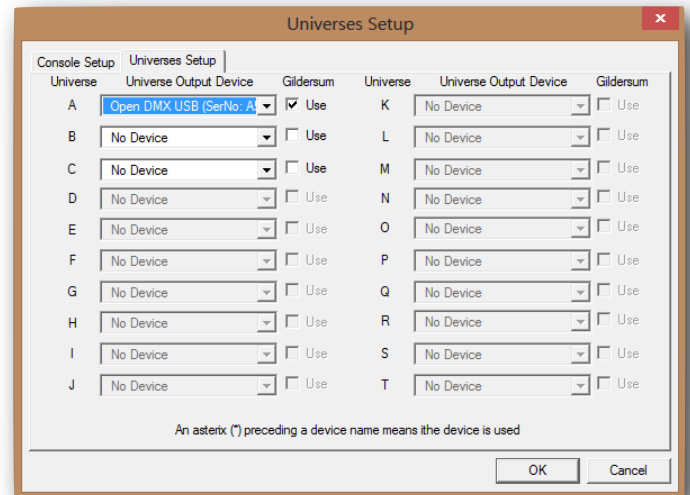 Universes Setup
x
Console Setup Universes Setup
Universe Universe Output Device Gildersum Universe Universe Output Device Gildersum
A Open DMX USB (SerNo: A Use K No Device Use
B No Device Use L No Device Use
C No Device Use M No Device Use
D No Device Use N No Device Use
E No Device Use O No Device Use
F No Device Use P No Device Use
G No Device Use Q No Device Use
H No Device Use R No Device Use
I No Device Use S No Device Use
J No Device Use T No Device Use
An asterix (*) preceding a device name means ithe device is used
OK Cancel